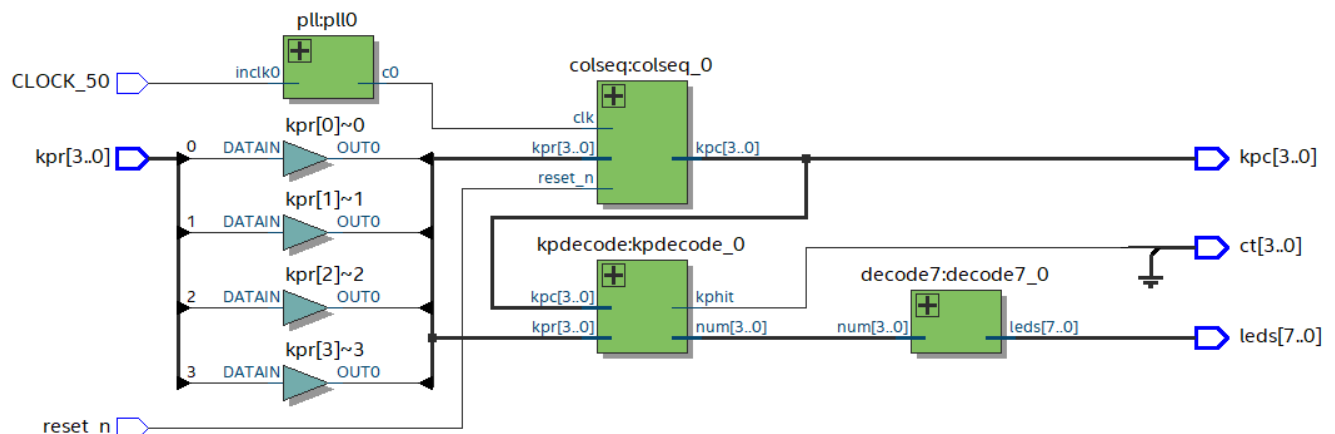 pll:pll0
inclk0 c0
CLOCK_50
colseq:colseq_0
clk
kpr[3..0] kpc[3..0]
reset_n
kpr[3..0]
kpr[0]~0
0 DATAIN OUT0
kpr[1]~1
1 DATAIN OUT0
kpr[2]~2
2 DATAIN OUT0
kpr[3]~3
3 DATAIN OUT0
reset_n
kpdecode:kpdecode_0
kpc[3..0] kphit
kpr[3..0] num[3..0]
decode7:decode7_0
num[3..0] leds[7..0]
kpc[3..0]
ct[3..0]
leds[7..0]